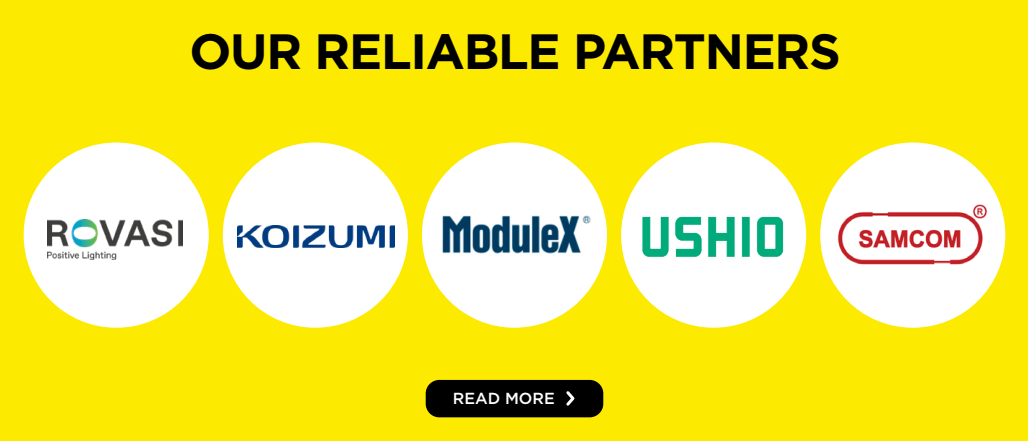 OUR RELIABLE PARTNERS
ROVASI
Positive Lighting
KOIZUMI
ModuleX®
USHIO
SAMCOM®
READ MORE